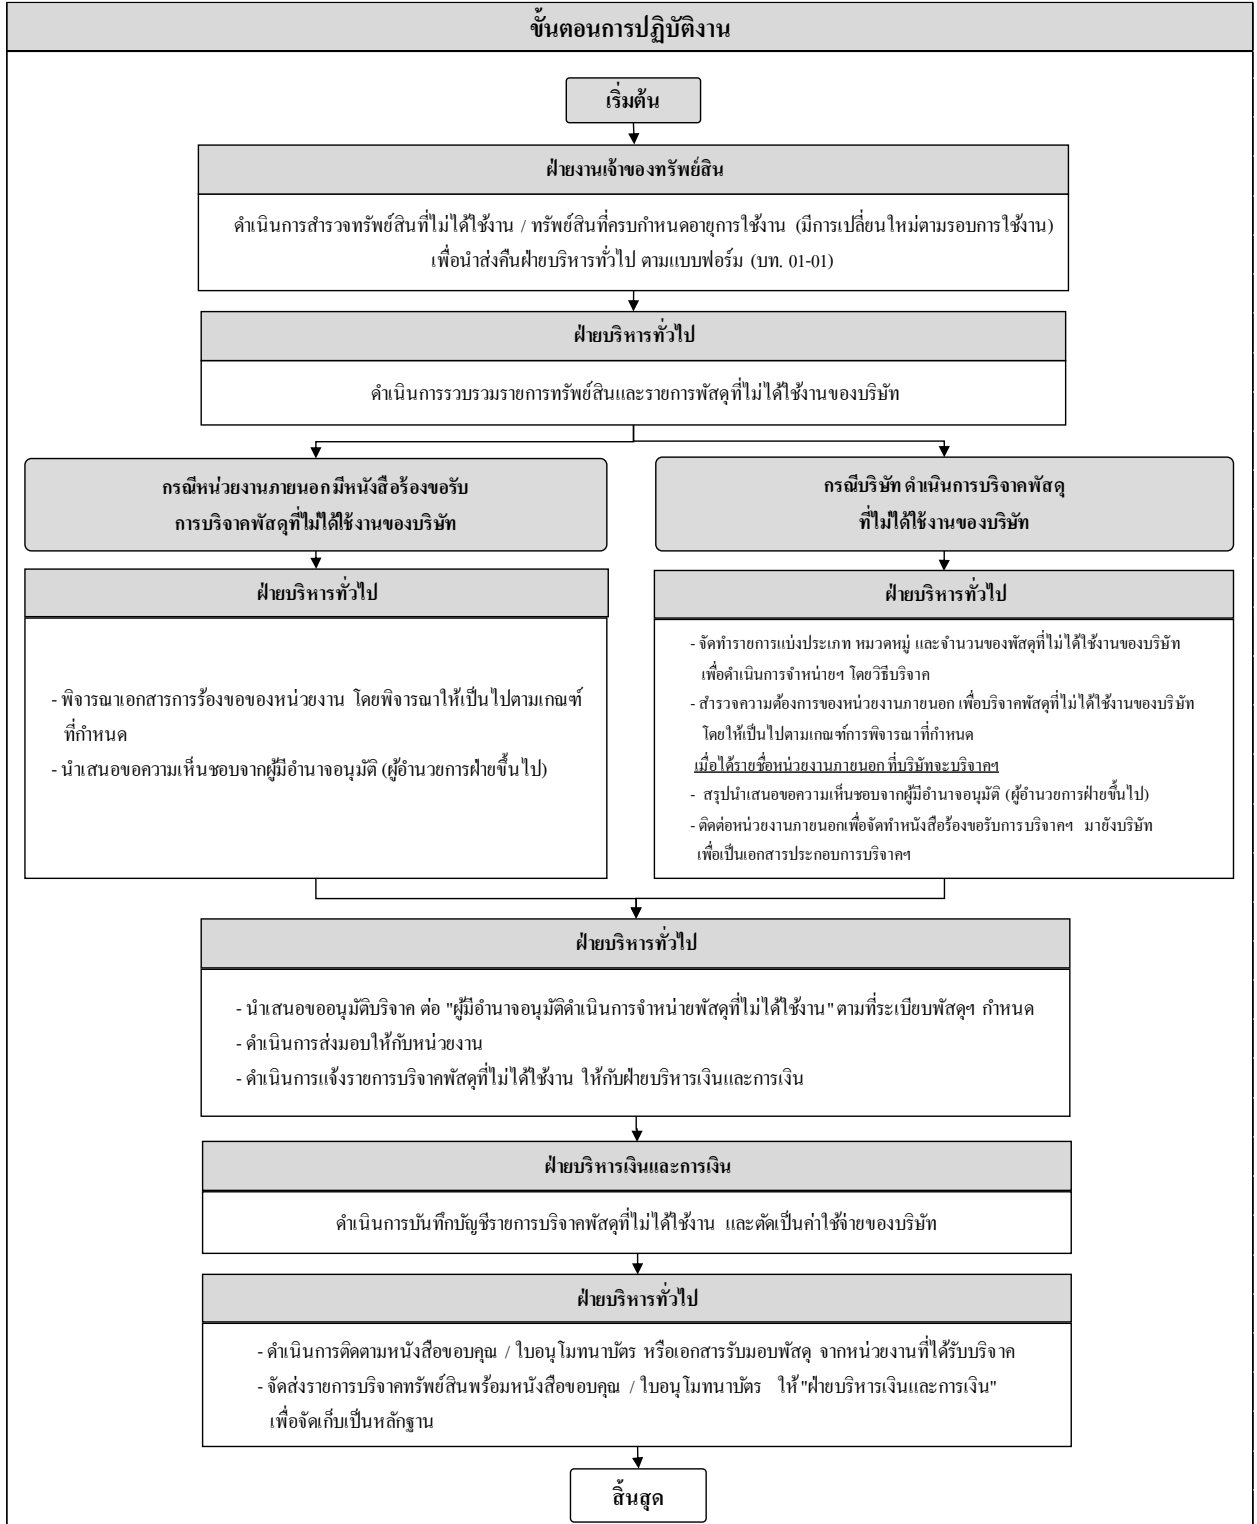 ขั้นตอนการปฏิบัติงาน
เริ่มต้น
ฝ่ายงานเจ้าของทรัพย์สิน
ดำเนินการสำรวจทรัพย์สินที่ไม่ได้ใช้งาน / ทรัพย์สินที่ครบกำหนดอายุการใช้งาน (มีการเปลี่ยนใหม่ตามรอบการใช้งาน)
เพื่อนำส่งคืนฝ่ายบริหารทั่วไป ตามแบบฟอร์ม (บท. 01-01)
ฝ่ายบริหารทั่วไป
ดำเนินการรวบรวมรายการทรัพย์สินและรายการพัสดุที่ไม่ได้ใช้งานของบริษัท
กรณีหน่วยงานภายนอก มีหนังสือร้องขอรับ
การบริจาคพัสดุที่ไม่ได้ใช้งานของบริษัท
ฝ่ายบริหารทั่วไป
- พิจารณาเอกสารการร้องขอของหน่วยงาน โดยพิจารณาให้เป็นไปตามเกณฑ์
ที่กำหนด
- นำเสนอขอความเห็นชอบจากผู้มีอำนาจอนุมัติ (ผู้อำนวยการฝ่ายขึ้นไป)
กรณีบริษัท ดำเนินการบริจาคพัสดุ
ที่ไม่ได้ใช้งานของบริษัท
ฝ่ายบริหารทั่วไป
- จัดทำรายการแบ่งประเภท หมวดหมู่ และจำนวนของพัสดุที่ไม่ได้ใช้งานของบริษัท
เพื่อดำเนินการจำหน่ายฯ โดยวิธีบริจาค
- สำรวจความต้องการของหน่วยงานภายนอก เพื่อบริจาคพัสดุที่ไม่ได้ใช้งานของบริษัท
โดยให้เป็นไปตามเกณฑ์การพิจารณาที่กำหนด
เมื่อได้รายชื่อหน่วยงานภายนอก ที่บริษัทจะบริจาคฯ
- สรุปนำเสนอขอความเห็นชอบจากผู้มีอำนาจอนุมัติ (ผู้อำนวยการฝ่ายขึ้นไป)
- ติดต่อหน่วยงานภายนอกเพื่อจัดทำหนังสือร้องขอรับการบริจาคฯ มายังบริษัท
เพื่อเป็นเอกสารประกอบการบริจาคฯ
ฝ่ายบริหารทั่วไป
- นำเสนอขออนุมัติบริจาค ต่อ "ผู้มีอำนาจอนุมัติดำเนินการจำหน่ายพัสดุที่ไม่ได้ใช้งาน" ตามที่ระเบียบพัสดุฯ กำหนด
- ดำเนินการส่งมอบให้กับหน่วยงาน
- ดำเนินการแจ้งรายการบริจาคพัสดุที่ไม่ได้ใช้งาน ให้กับฝ่ายบริหารเงินและการเงิน
ฝ่ายบริหารเงินและการเงิน
ดำเนินการบันทึกบัญชีรายการบริจาคพัสดุที่ไม่ได้ใช้งาน และตัดเป็นค่าใช้จ่ายของบริษัท
ฝ่ายบริหารทั่วไป
- ดำเนินการติดตามหนังสือขอบคุณ / ใบอนุโมทนาบัตร หรือเอกสารรับมอบพัสดุ จากหน่วยงานที่ได้รับบริจาค
- จัดส่งรายการบริจาคทรัพย์สินพร้อมหนังสือขอบคุณ / ใบอนุโมทนาบัตร ให้ "ฝ่ายบริหารเงินและการเงิน"
เพื่อจัดเก็บเป็นหลักฐาน
สิ้นสุด